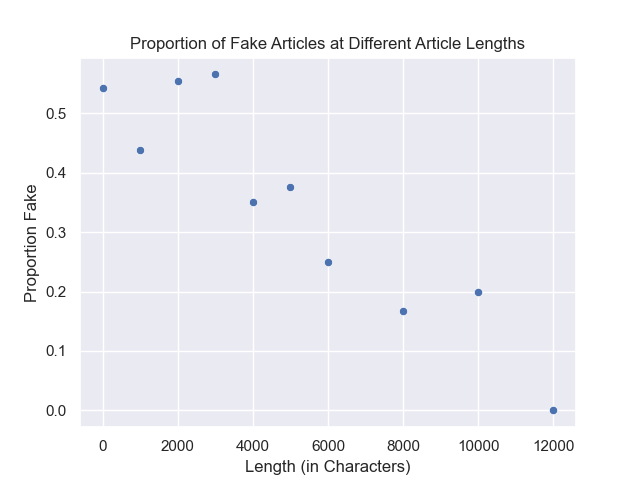 Proportion of Fake Articles at Different Article Lengths
Proportion Fake
0.5
0.4
0.3
0.2
0.1
0.0
0 2000 4000 6000 8000 10000 12000
Length (in Characters)